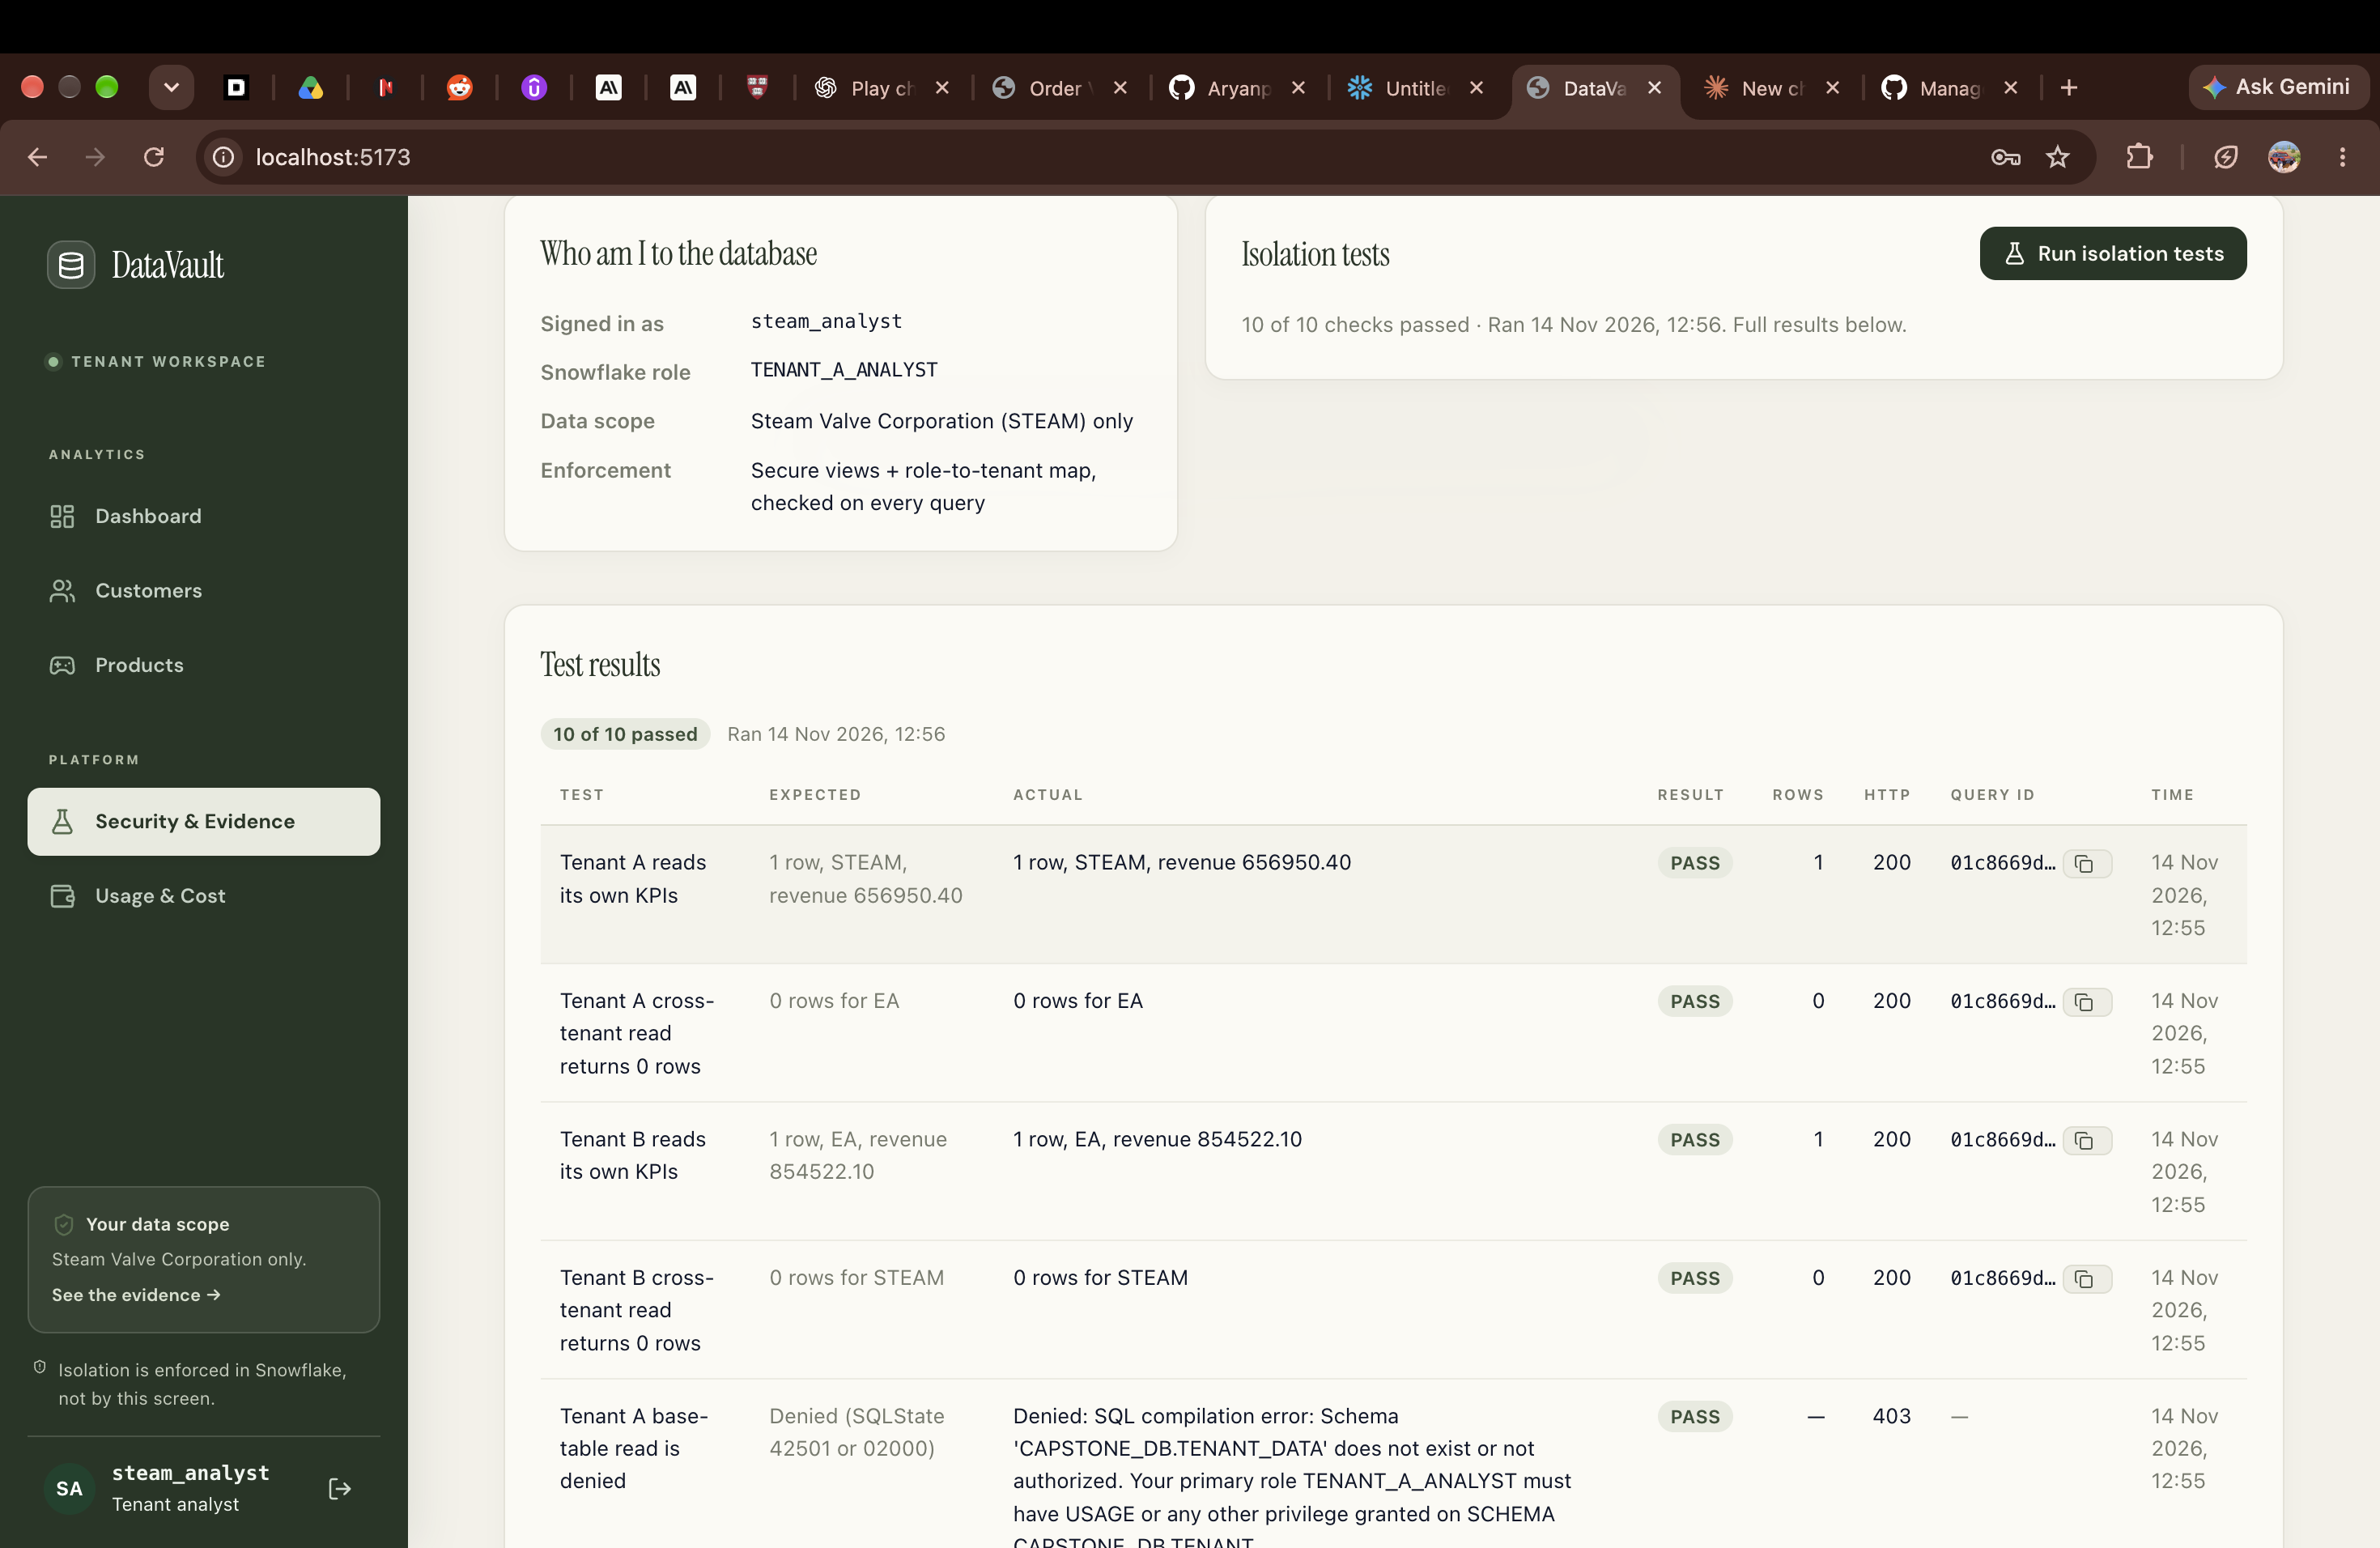 Play ch
Order
Aryanp
Untitle
DataVa
New ch
Manag
Ask Gemini
localhost:5173
DataVault
TENANT WORKSPACE
ANALYTICS
Dashboard
Customers
Products
PLATFORM
Security & Evidence
Usage & Cost
Your data scope
Steam Valve Corporation only.
See the evidence →
Isolation is enforced in Snowflake,
not by this screen.
SA
steam_analyst
Tenant analyst
Who am I to the database
Signed in as steam_analyst
Snowflake role TENANT_A_ANALYST
Data scope Steam Valve Corporation (STEAM) only
Enforcement Secure views + role-to-tenant map,
checked on every query
Isolation tests
Run isolation tests
10 of 10 checks passed · Ran 14 Nov 2026, 12:56. Full results below.
Test results
10 of 10 passed Ran 14 Nov 2026, 12:56
TEST EXPECTED ACTUAL RESULT ROWS HTTP QUERY ID TIME
Tenant A reads 1 row, STEAM, 1 row, STEAM, revenue 656950.40 PASS 1 200 01c8669d… 14 Nov
its own KPIs revenue 656950.40 2026,
12:55
Tenant A cross- 0 rows for EA 0 rows for EA PASS 0 200 01c8669d… 14 Nov
tenant read 2026,
returns 0 rows 12:55
Tenant B reads 1 row, EA, revenue 1 row, EA, revenue 854522.10 PASS 1 200 01c8669d… 14 Nov
its own KPIs 854522.10 2026,
12:55
Tenant B cross- 0 rows for STEAM 0 rows for STEAM PASS 0 200 01c8669d… 14 Nov
tenant read 2026,
returns 0 rows 12:55
Tenant A base- Denied (SQLState Denied: SQL compilation error: Schema PASS — 403 — 14 Nov
table read is 42501 or 02000) 'CAPSTONE_DB.TENANT_DATA' does not exist or not 2026,
denied authorized. Your primary role TENANT_A_ANALYST must 12:55
have USAGE or any other privilege granted on SCHEMA
CAPSTONE_DB.TENANT